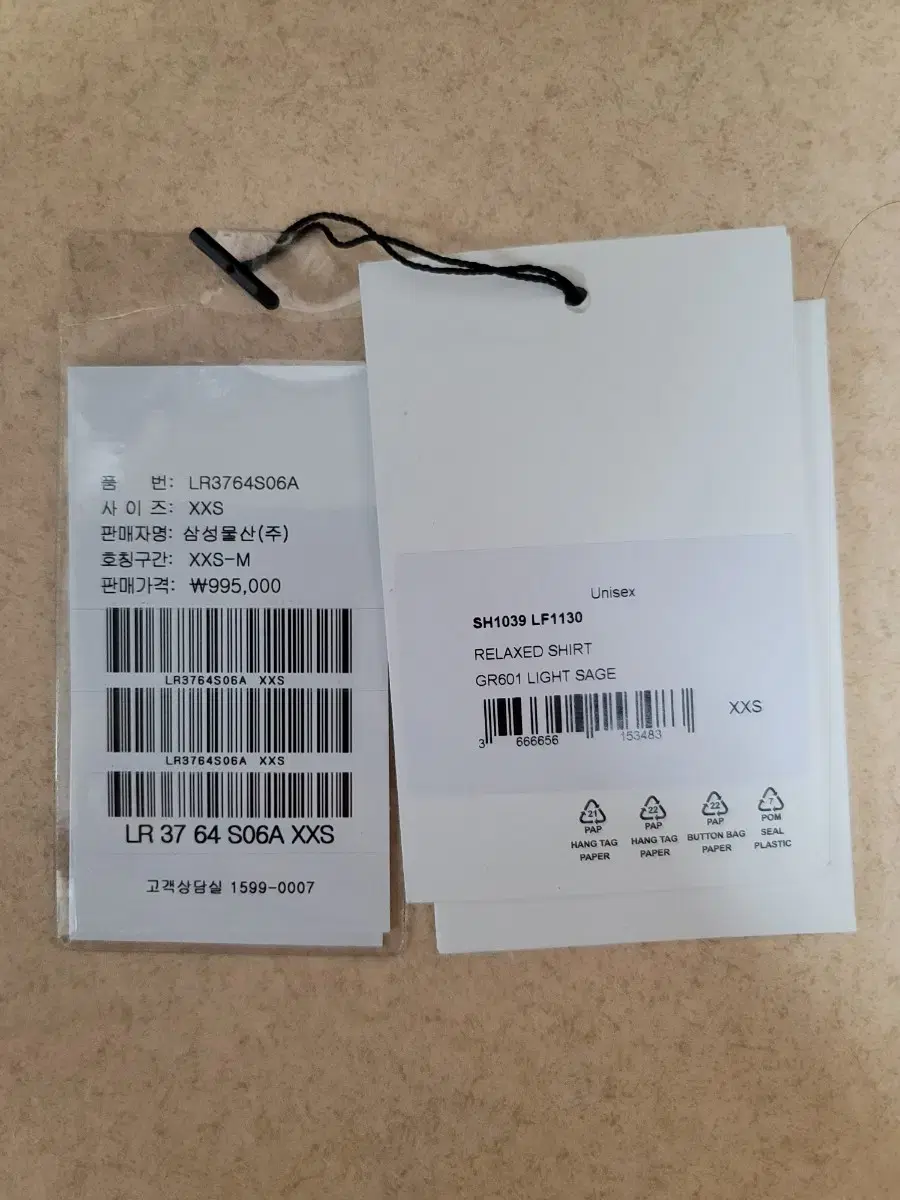 품 번: LR3764S06A
사 이 즈: XXS
판매자명: 삼성물산(주)
호칭구간: XXS-M
판매가격: ₩995,000
LR3764S06A XXS
LR3764S06A XXS
LR 37 64 S06A XXS
고객상담실 1599-0007
Unisex
SH1039 LF1130
RELAXED SHIRT
GR601 LIGHT SAGE
XXS
3 666656 153483
21 22 22 7
PAP PAP PAP POM
HANG TAG HANG TAG BUTTON BAG SEAL
PAPER PAPER PAPER PLASTIC